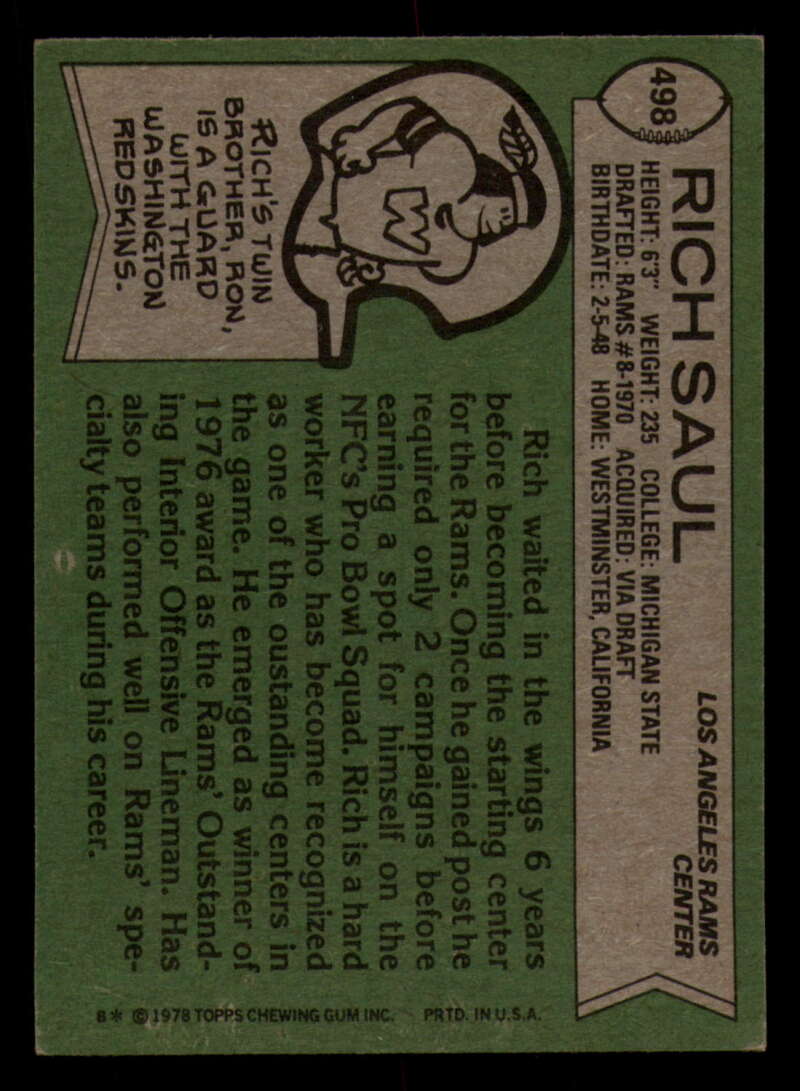 498
RICH SAUL
LOS ANGELES RAMS
CENTER
HEIGHT: 6'3" WEIGHT: 235 COLLEGE: MICHIGAN STATE
DRAFTED: RAMS #8-1970 ACQUIRED: VIA DRAFT
BIRTHDATE: 2-5-48 HOME: WESTMINSTER, CALIFORNIA
W
RICH'S TWIN
BROTHER, RON,
IS A GUARD
WITH THE
WASHINGTON
REDSKINS.
Rich waited in the wings 6 years
before becoming the starting center
for the Rams. Once he gained post he
required only 2 campaigns before
earning a spot for himself on the
NFC's Pro Bowl Squad. Rich is a hard
worker who has become recognized
as one of the oustanding centers in
the game. He emerged as winner of
1976 award as the Rams' Outstand-
ing Interior Offensive Lineman. Has
also performed well on Rams' spe-
cialty teams during his career.
B* © 1978 TOPPS CHEWING GUM INC. PRTD. IN U.S.A.